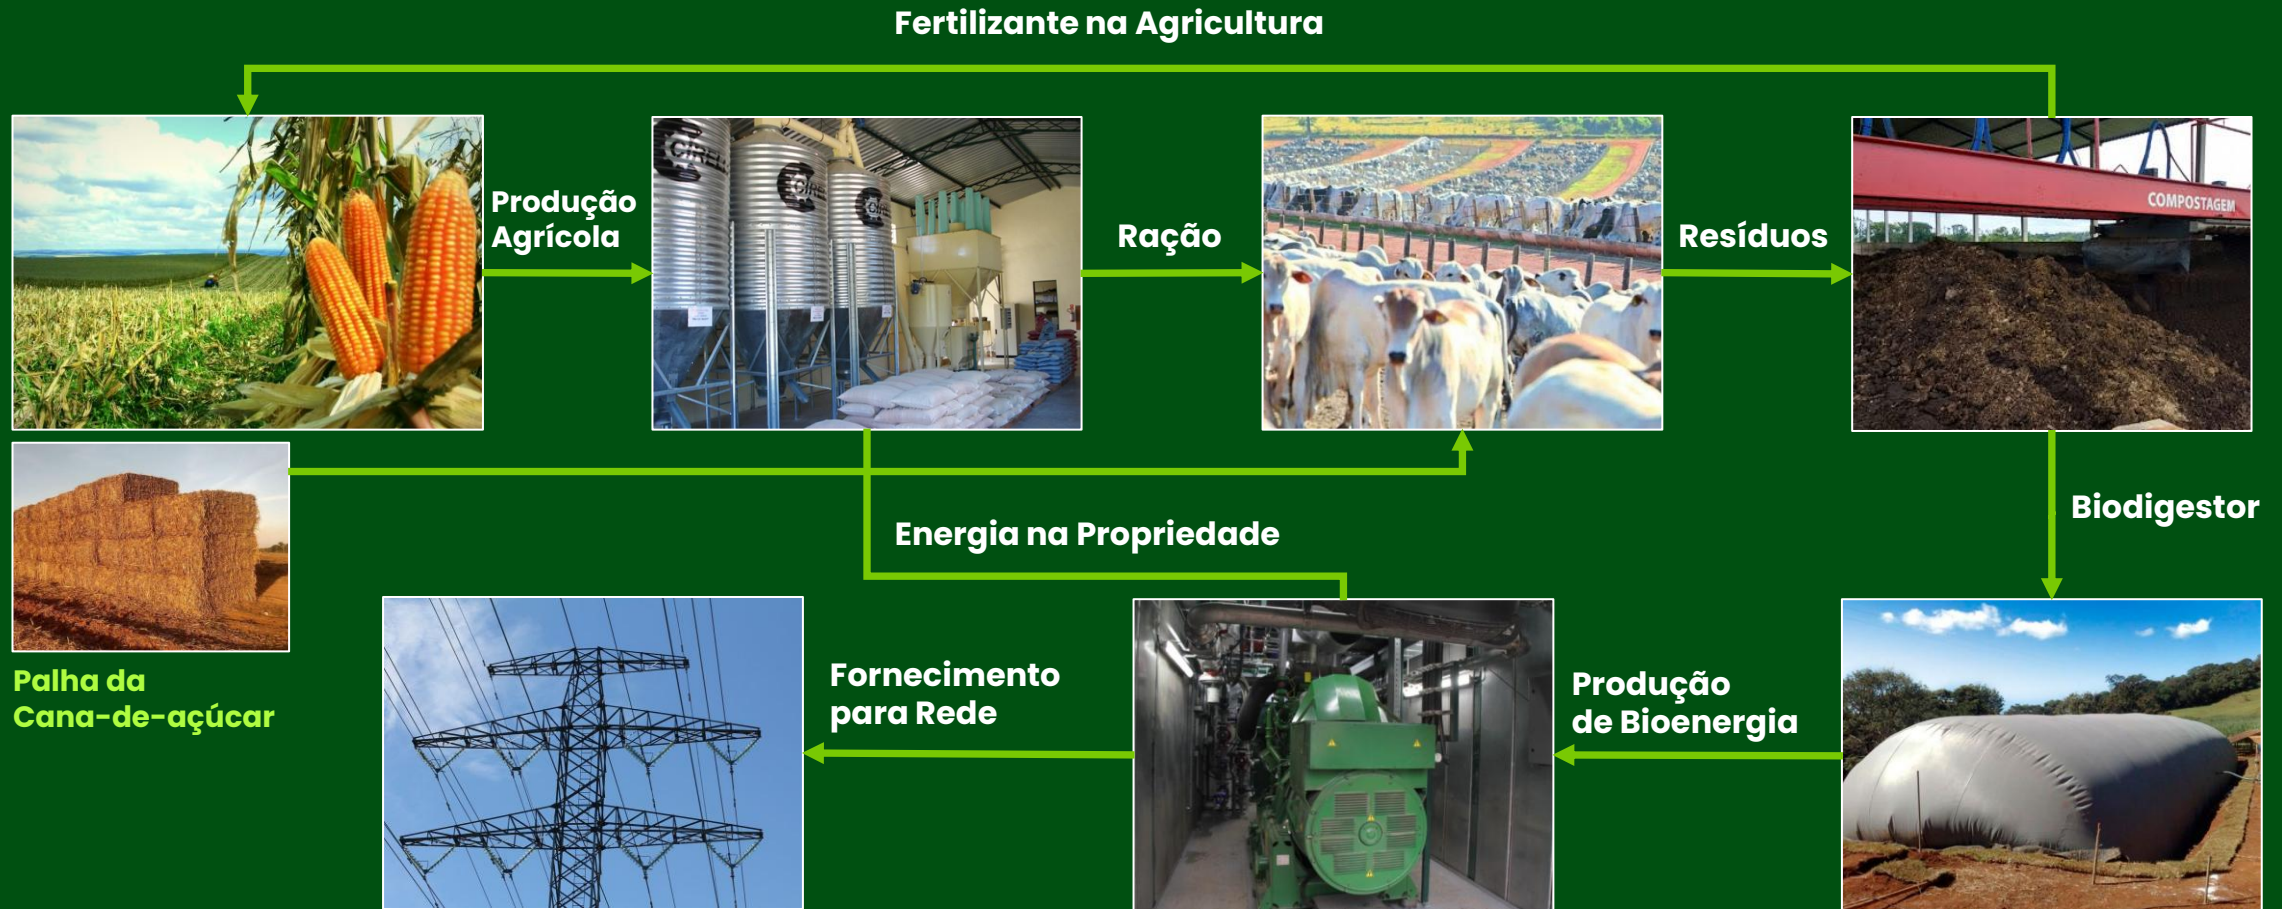 Fertilizante na Agricultura
Produção
Agrícola
Ração
Resíduos
COMPOSTAGEM
Biodigestor
Energia na Propriedade
Palha da
Cana-de-açúcar
Fornecimento
para Rede
Produção
de Bioenergia